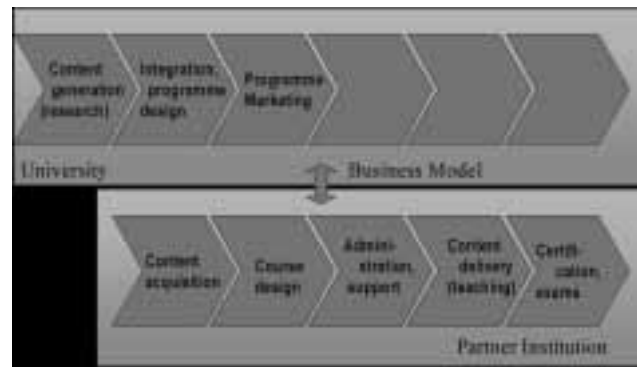 Content
generation
(research)
Integration,
programme
design
Programme
Marketing
University
Business Model
Content
acquisition
Course
design
Admini-
stration,
support
Content
delivery
(teaching)
Certifi-
cation,
exams
Partner Institution